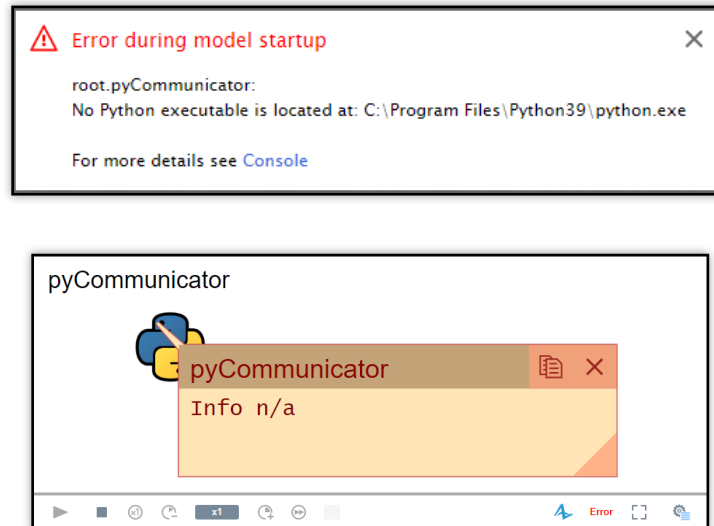 Error during model startup
root.pyCommunicator:
No Python executable is located at: C:\Program Files\Python39\python.exe
For more details see Console
pyCommunicator
pyCommunicator
Info n/a
x1 x1 Error